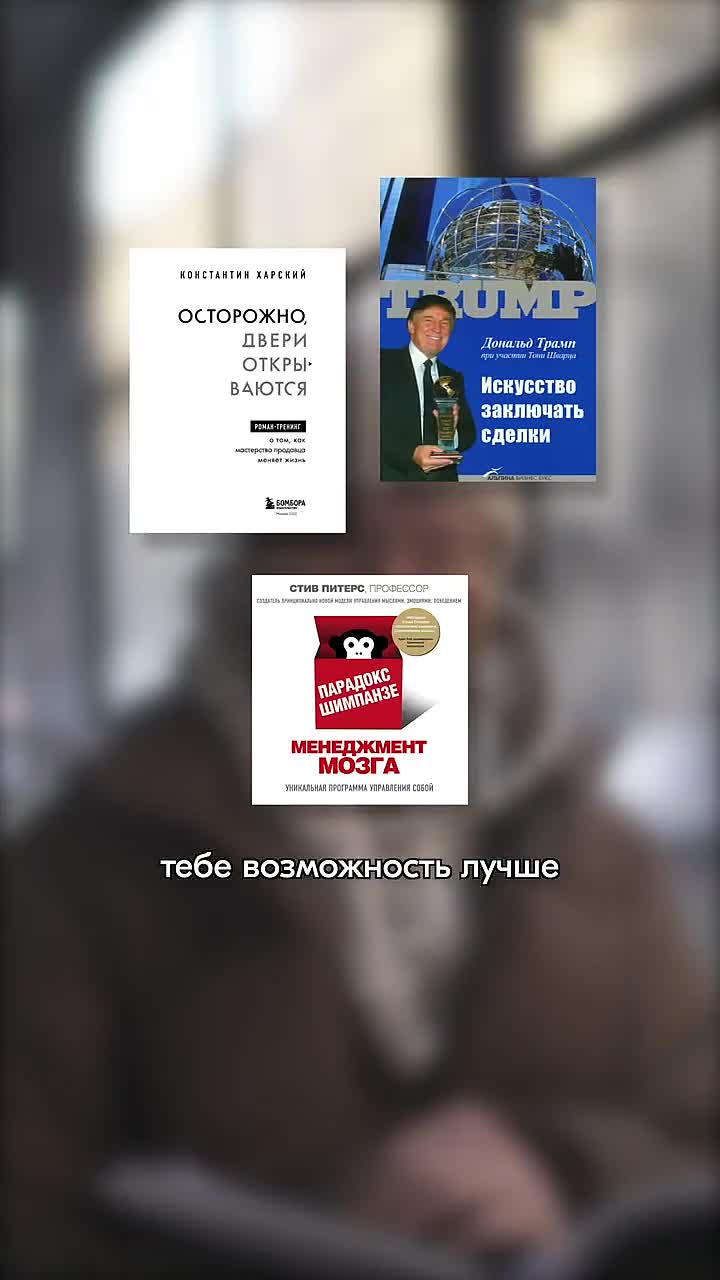 КОНСТАНТИН ХАРСКИЙ
ОСТОРОЖНО,
ДВЕРИ
ОТКРЫ
ВАЮТСЯ
РОМАН-ТРЕНИНГ
о том, как
мастерство продавца
меняет жизнь
БОМБОРА
TRUMP
Дональд Трамп
при участии Тони Шварца
Искусство
заключать
сделки
АЛЬПИНА БИЗНЕС БУКС
СТИВ ПИТЕРС, ПРОФЕССОР
СОЗДАТЕЛЬ ПРИНЦИПИАЛЬНО НОВОЙ МОДЕЛИ УПРАВЛЕНИЯ МЫСЛЯМИ, ЭМОЦИЯМИ, ПОВЕДЕНИЕМ
ПАРАДОКС
ШИМПАНЗЕ
МЕНЕДЖМЕНТ
МОЗГА
УНИКАЛЬНАЯ ПРОГРАММА УПРАВЛЕНИЯ СОБОЙ
тебе возможность лучше